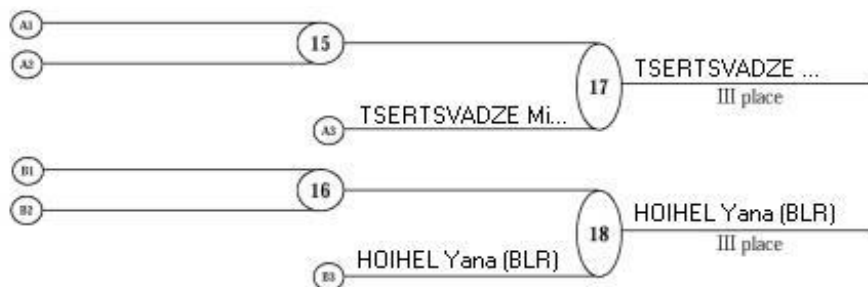 A1
15
A2
TSERTSVADZE ...
17
III place
A3
TSERTSVADZE Mi...
B1
16
B2
HOIHEL Yana (BLR)
18
III place
B3
HOIHEL Yana (BLR)